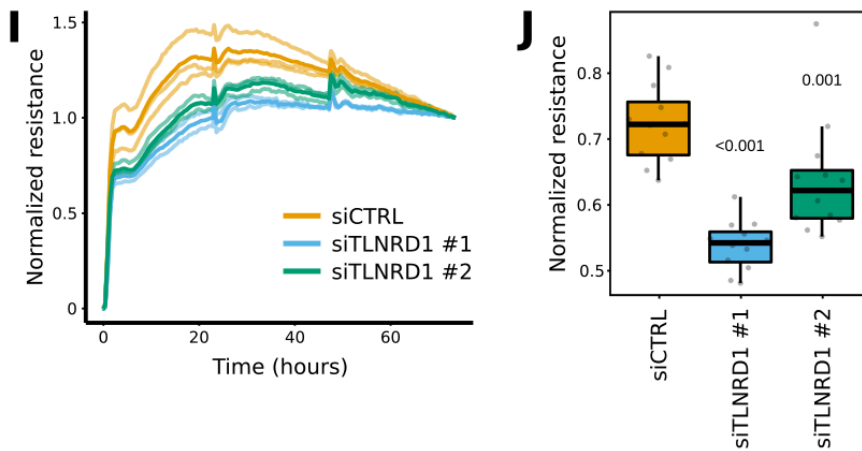 I
Normalized resistance
1.5
1.0
0.5
0
0
20
40
60
Time (hours)
siCTRL
siTLNRD1 #1
siTLNRD1 #2
J
Normalized resistance
0.8
0.7
0.6
0.5
<0.001
0.001
siCTRL
siTLNRD1 #1
siTLNRD1 #2